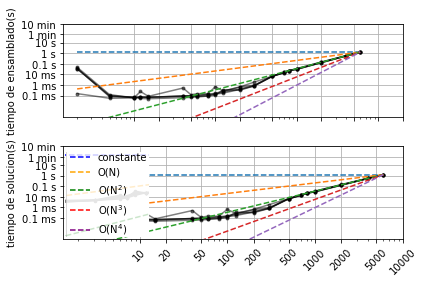 tiempo de ensamblado(s)
10 min
1 min
10 s
1 s
0.1 s
10 ms
1 ms
0.1 ms
tiempo de solucion(s)
10 min
1 min
10 s
1 s
0.1 s
10 ms
1 ms
0.1 ms
constante
O(N)
O(N²)
O(N³)
O(N⁴)
10 20 50 100 200 500 1000 2000 5000 10000